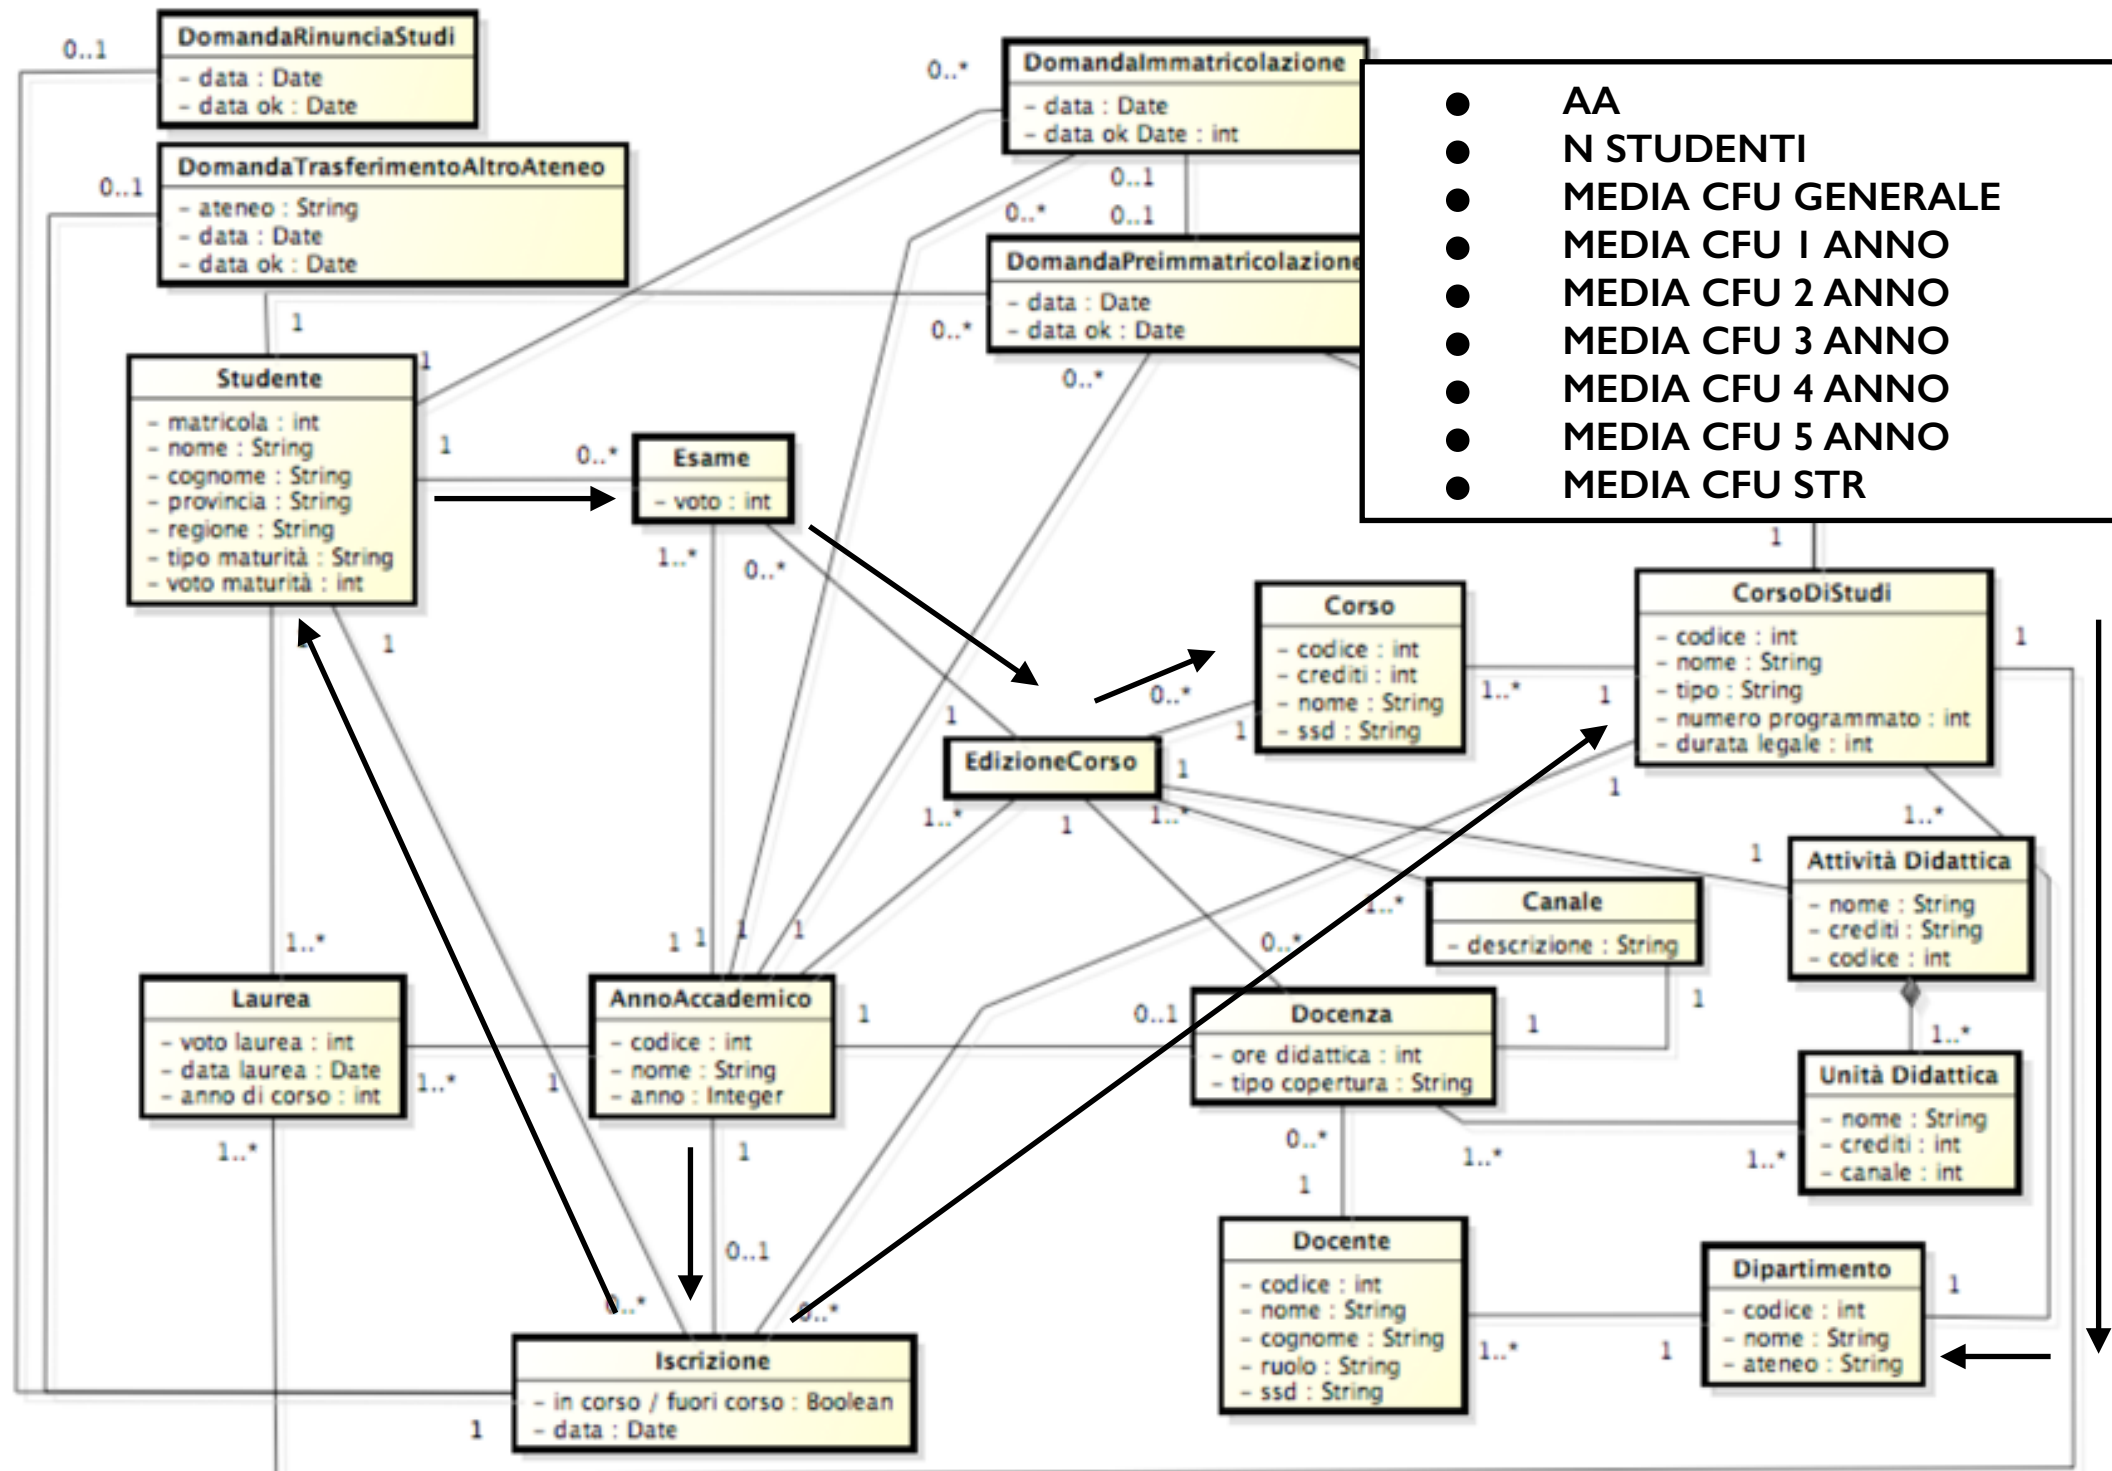 DomandaRinunciaStudi
- data : Date
- data ok : Date
0..1
DomandaTrasferimentoAltroAteneo
- ateneo : String
- data : Date
- data ok : Date
0..1
DomandaImmatricolazione
- data : Date
- data ok Date : int
0..*
0..1
0..*
0..1
DomandaPreimmatricolazione
- data : Date
- data ok : Date
0..*
0..*
● AA
● N STUDENTI
● MEDIA CFU GENERALE
● MEDIA CFU 1 ANNO
● MEDIA CFU 2 ANNO
● MEDIA CFU 3 ANNO
● MEDIA CFU 4 ANNO
● MEDIA CFU 5 ANNO
● MEDIA CFU STR
1
1
Studente
- matricola : int
- nome : String
- cognome : String
- provincia : String
- regione : String
- tipo maturità : String
- voto maturità : int
1
0..*
Esame
- voto : int
1..*
0..*
1
1
Corso
- codice : int
- crediti : int
- nome : String
- ssd : String
0..*
1
1..*
1
CorsoDiStudi
- codice : int
- nome : String
- tipo : String
- numero programmato : int
- durata legale : int
1
1
1..*
1
EdizioneCorso
1
1..*
1
1..*
1
Attività Didattica
- nome : String
- crediti : String
- codice : int
Canale
- descrizione : String
1..*
0..*
1
1..*
1
1
1
1
Laurea
- voto laurea : int
- data laurea : Date
- anno di corso : int
1..*
1..*
1
AnnoAccademico
- codice : int
- nome : String
- anno : Integer
1
0..1
Docenza
- ore didattica : int
- tipo copertura : String
1
1
1..*
Unità Didattica
- nome : String
- crediti : int
- canale : int
0..*
1..*
1..*
1
1
0..1
0..*
0..*
Docente
- codice : int
- nome : String
- cognome : String
- ruolo : String
- ssd : String
1..*
1
Dipartimento
- codice : int
- nome : String
- ateneo : String
1
Iscrizione
- in corso / fuori corso : Boolean
- data : Date
1